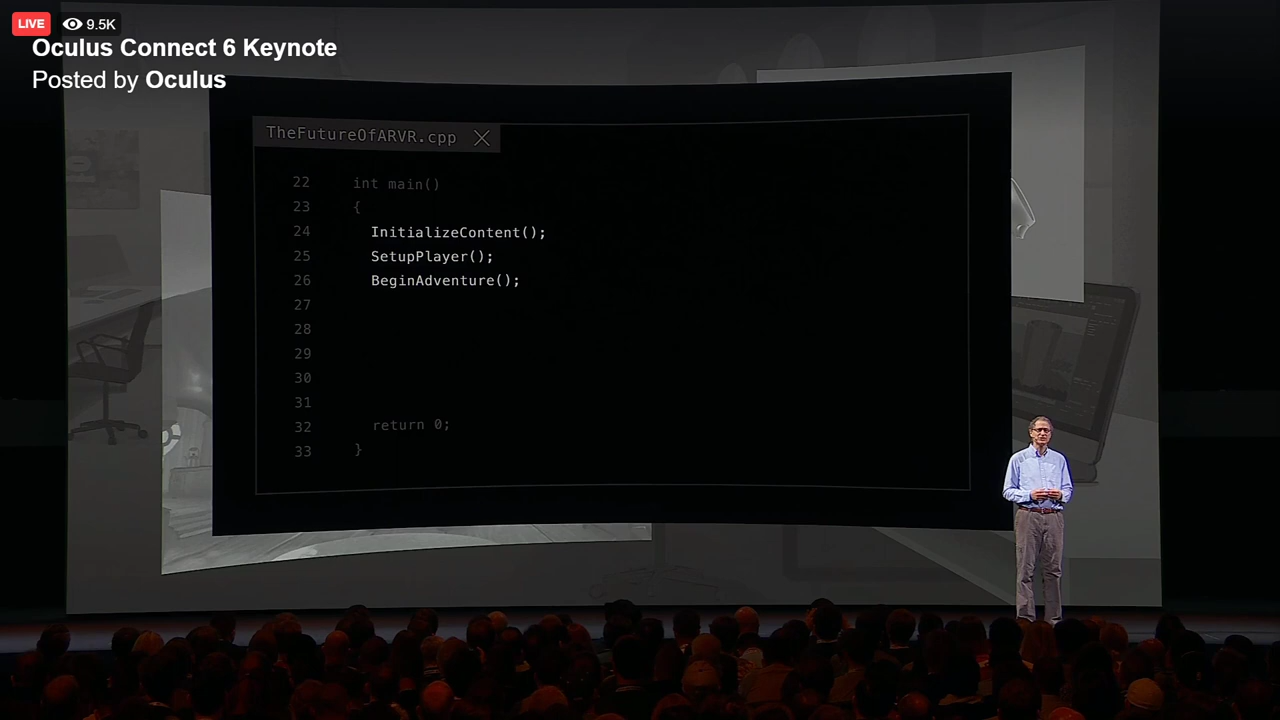 LIVE 9.5K
Oculus Connect 6 Keynote
Posted by Oculus
TheFutureOfARVR.cpp
22 int main()
23 {
24 InitializeContent();
25 SetupPlayer();
26 BeginAdventure();
27
28
29
30
31
32 return 0;
33 }